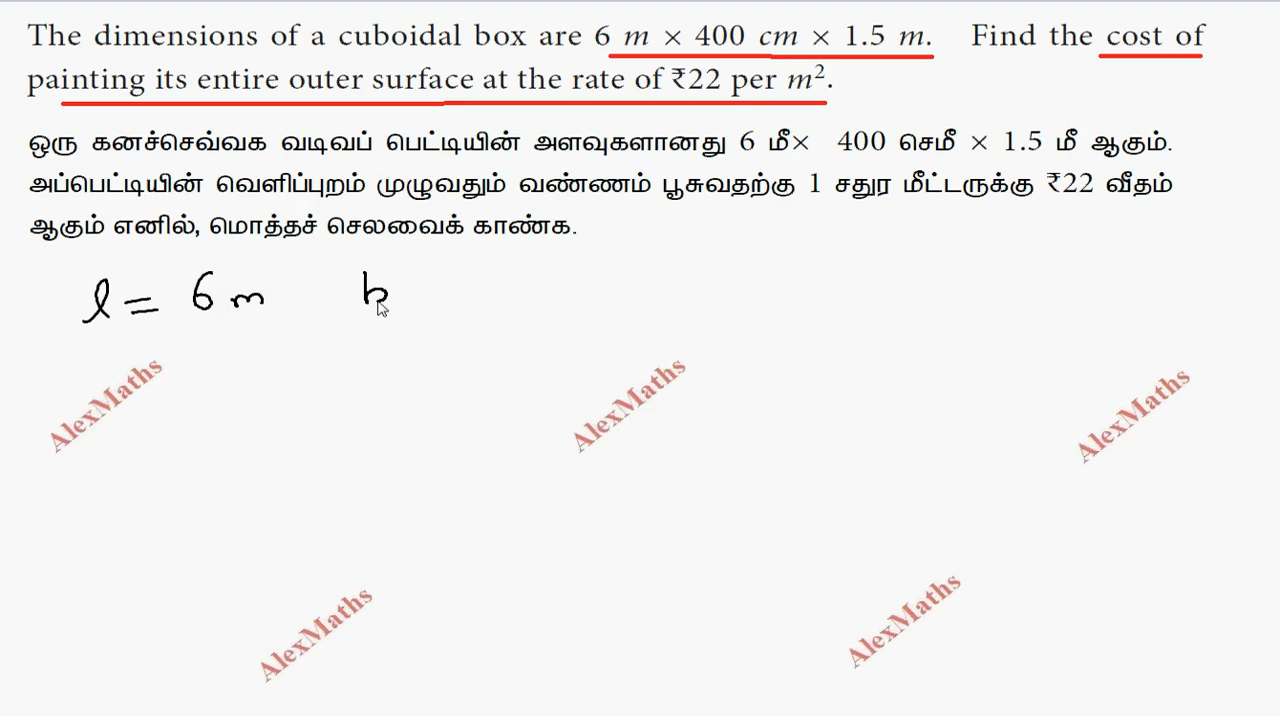 The dimensions of a cuboidal box are 6 m × 400 cm × 1.5 m. Find the cost of
painting its entire outer surface at the rate of ₹22 per m².
ஒரு கனச்செவ்வக வடிவப் பெட்டியின் அளவுகளானது 6 மீ× 400 செமீ × 1.5 மீ ஆகும்.
அப்பெட்டியின் வெளிப்புறம் முழுவதும் வண்ணம் பூசுவதற்கு 1 சதுர மீட்டருக்கு ₹22 வீதம்
ஆகும் எனில், மொத்தச் செலவைக் காண்க.
l = 6 m b
AlexMaths
AlexMaths
AlexMaths
AlexMaths
AlexMaths